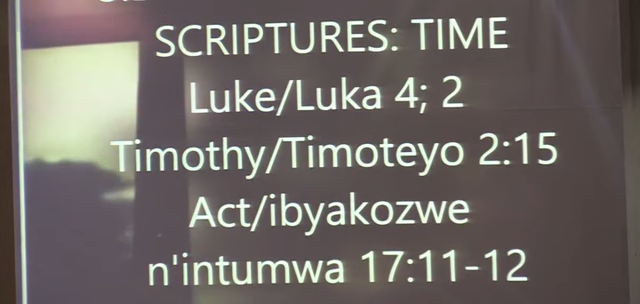 SCRIPTURES: TIME
Luke/Luka 4; 2
Timothy/Timoteyo 2:15
Act/ibyakozwe
n'intumwa 17:11-12